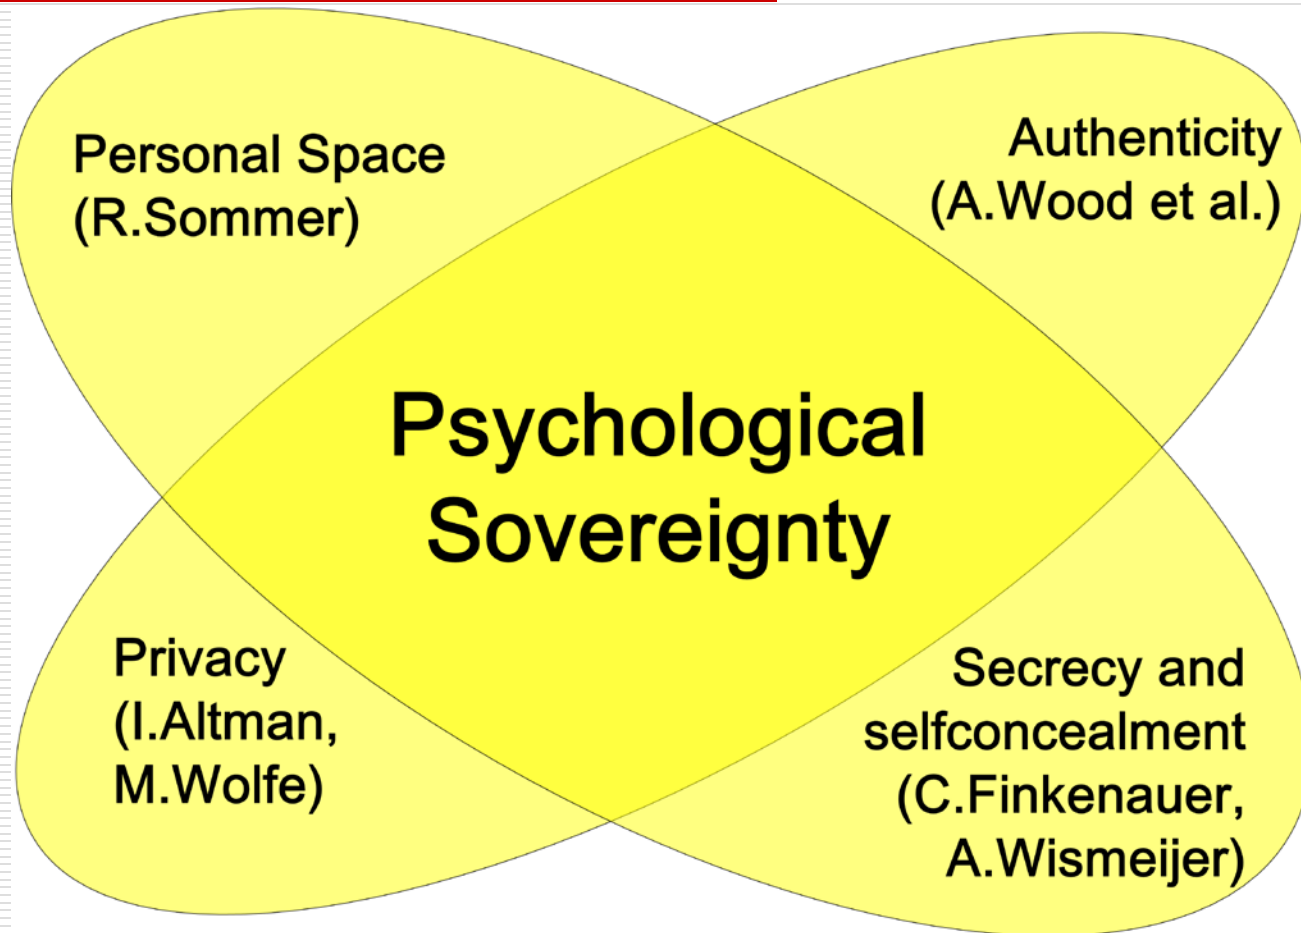 Personal Space
(R.Sommer)
Authenticity
(A.Wood et al.)
Psychological
Sovereignty
Privacy
(I.Altman,
M.Wolfe)
Secrecy and
selfconcealment
(C.Finkenauer,
A.Wismeijer)